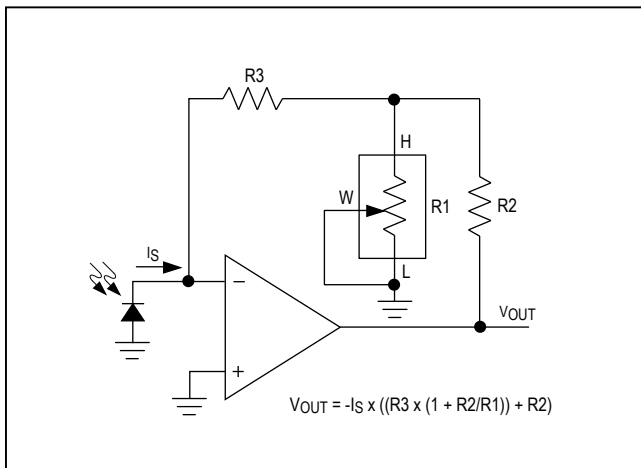 R3
H
W
R1
R2
L
IS
−
+
VOUT
VOUT = -IS x ((R3 x (1 + R2/R1)) + R2)